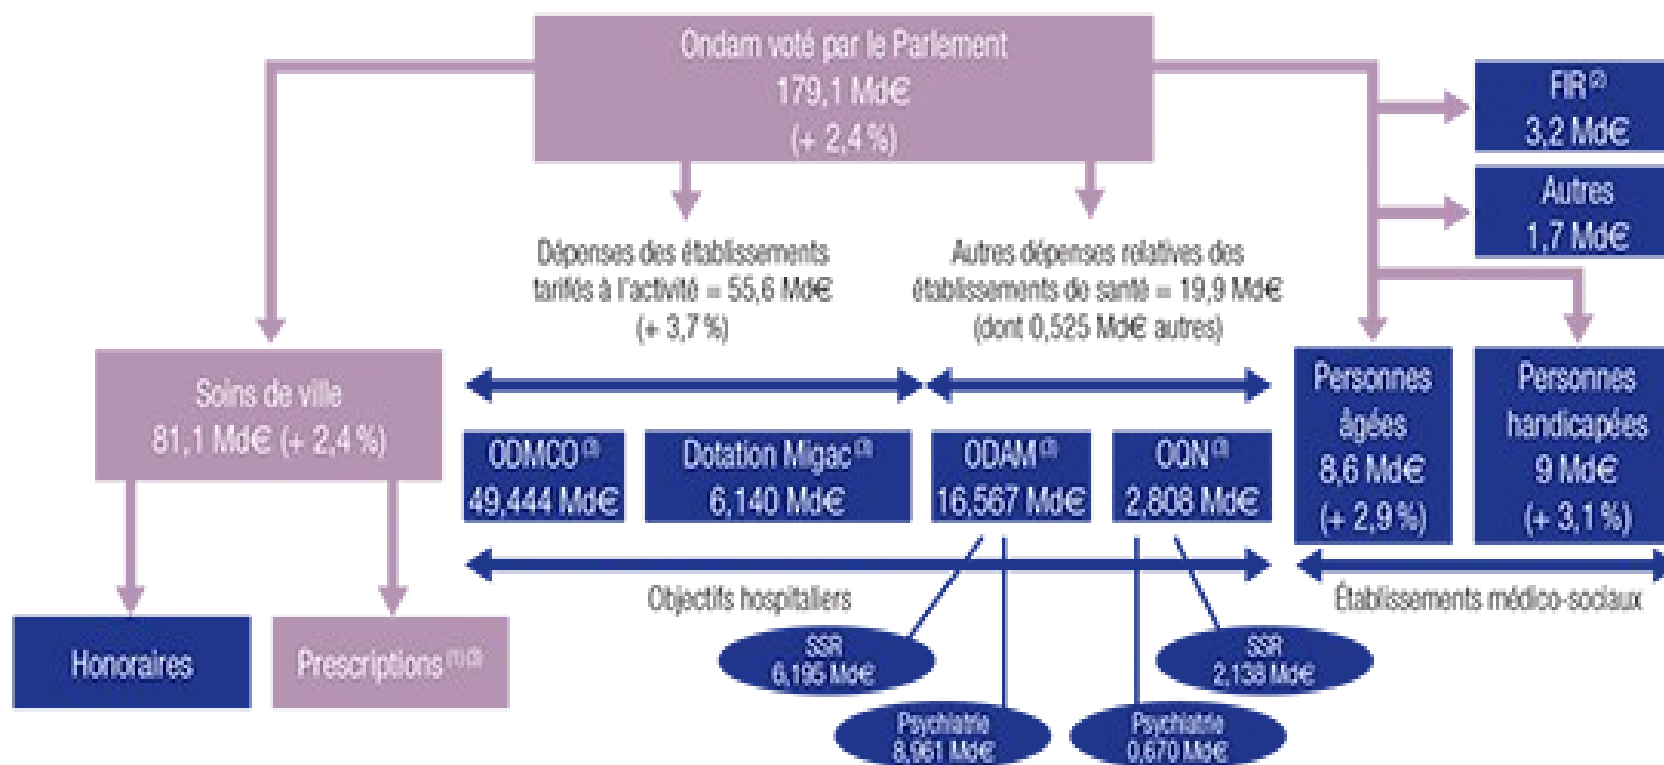 Ondam voté par le Parlement
179,1 Md€
(+ 2,4 %)
FIR (2)
3,2 Md€
Autres
1,7 Md€
Dépenses des établissements
tarifés à l'activité = 55,6 Md€
(+ 3,7 %)
Autres dépenses relatives des
établissements de santé = 19,9 Md€
(dont 0,525 Md€ autres)
Soins de ville
81,1 Md€ (+ 2,4 %)
ODMCO (3)
49,444 Md€
Dotation Migac (3)
6,140 Md€
ODAM (3)
16,567 Md€
OQN (3)
2,808 Md€
Personnes
âgées
8,6 Md€
(+ 2,9 %)
Personnes
handicapées
9 Md€
(+ 3,1 %)
Objectifs hospitaliers
Établissements médico-sociaux
Honoraires
Prescriptions
SSR
6,195 Md€
SSR
2,138 Md€
Psychiatrie
8,961 Md€
Psychiatrie
0,670 Md€